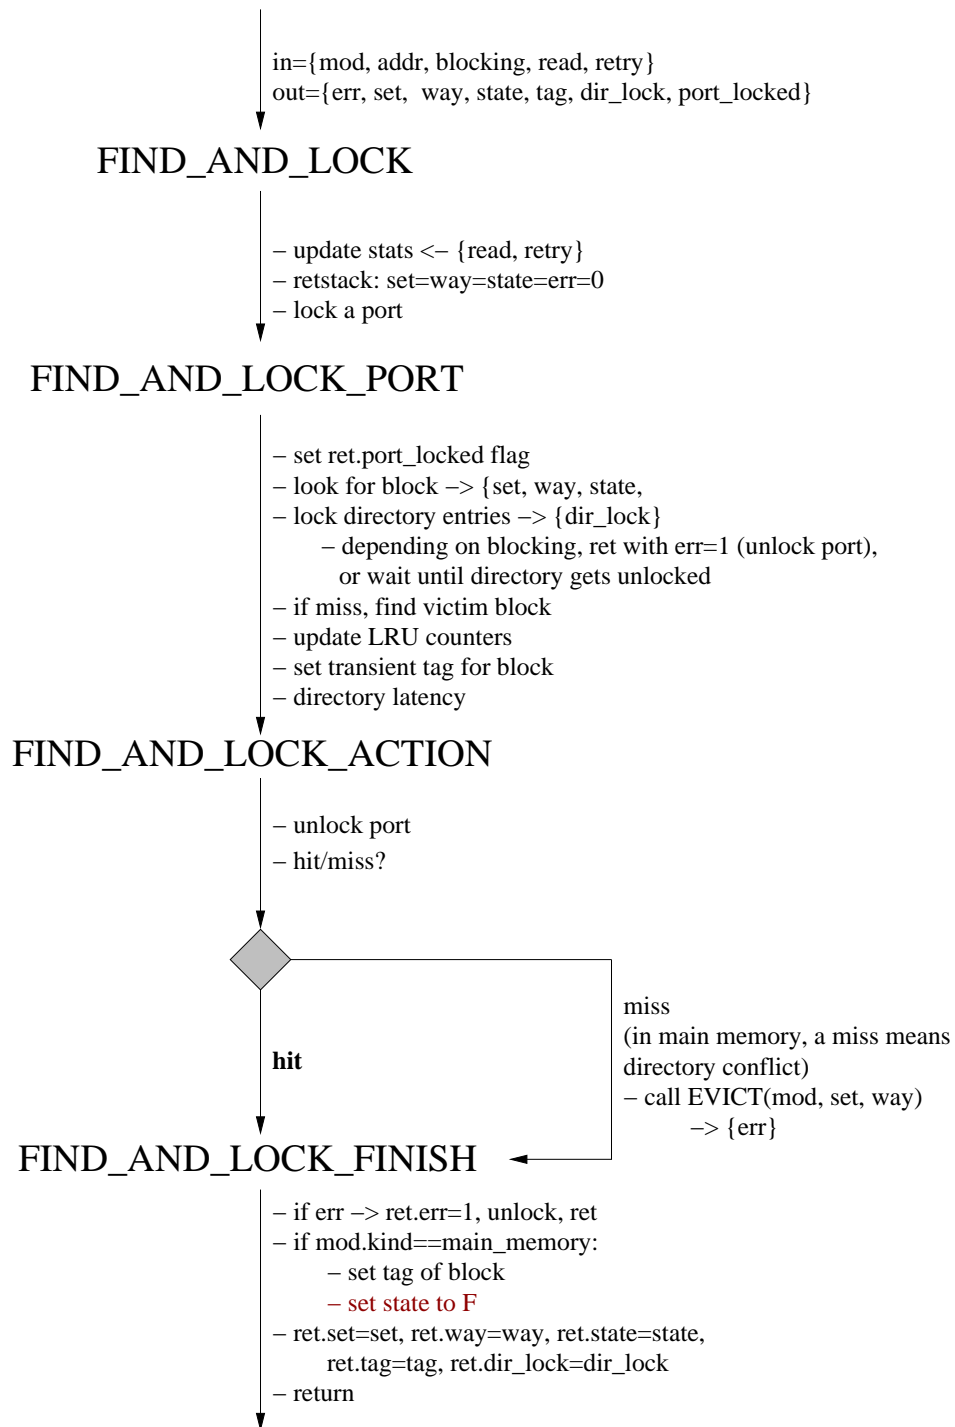 in={mod, addr, blocking, read, retry}
out={err, set, way, state, tag, dir_lock, port_locked}
FIND_AND_LOCK
– update stats <– {read, retry}
– retstack: set=way=state=err=0
– lock a port
FIND_AND_LOCK_PORT
– set ret.port_locked flag
– look for block –> {set, way, state,
– lock directory entries –> {dir_lock}
– depending on blocking, ret with err=1 (unlock port),
or wait until directory gets unlocked
– if miss, find victim block
– update LRU counters
– set transient tag for block
– directory latency
FIND_AND_LOCK_ACTION
– unlock port
– hit/miss?
miss
(in main memory, a miss means
directory conflict)
– call EVICT(mod, set, way)
–> {err}
hit
FIND_AND_LOCK_FINISH
– if err –> ret.err=1, unlock, ret
– if mod.kind==main_memory:
– set tag of block
– set state to F
– ret.set=set, ret.way=way, ret.state=state,
ret.tag=tag, ret.dir_lock=dir_lock
– return